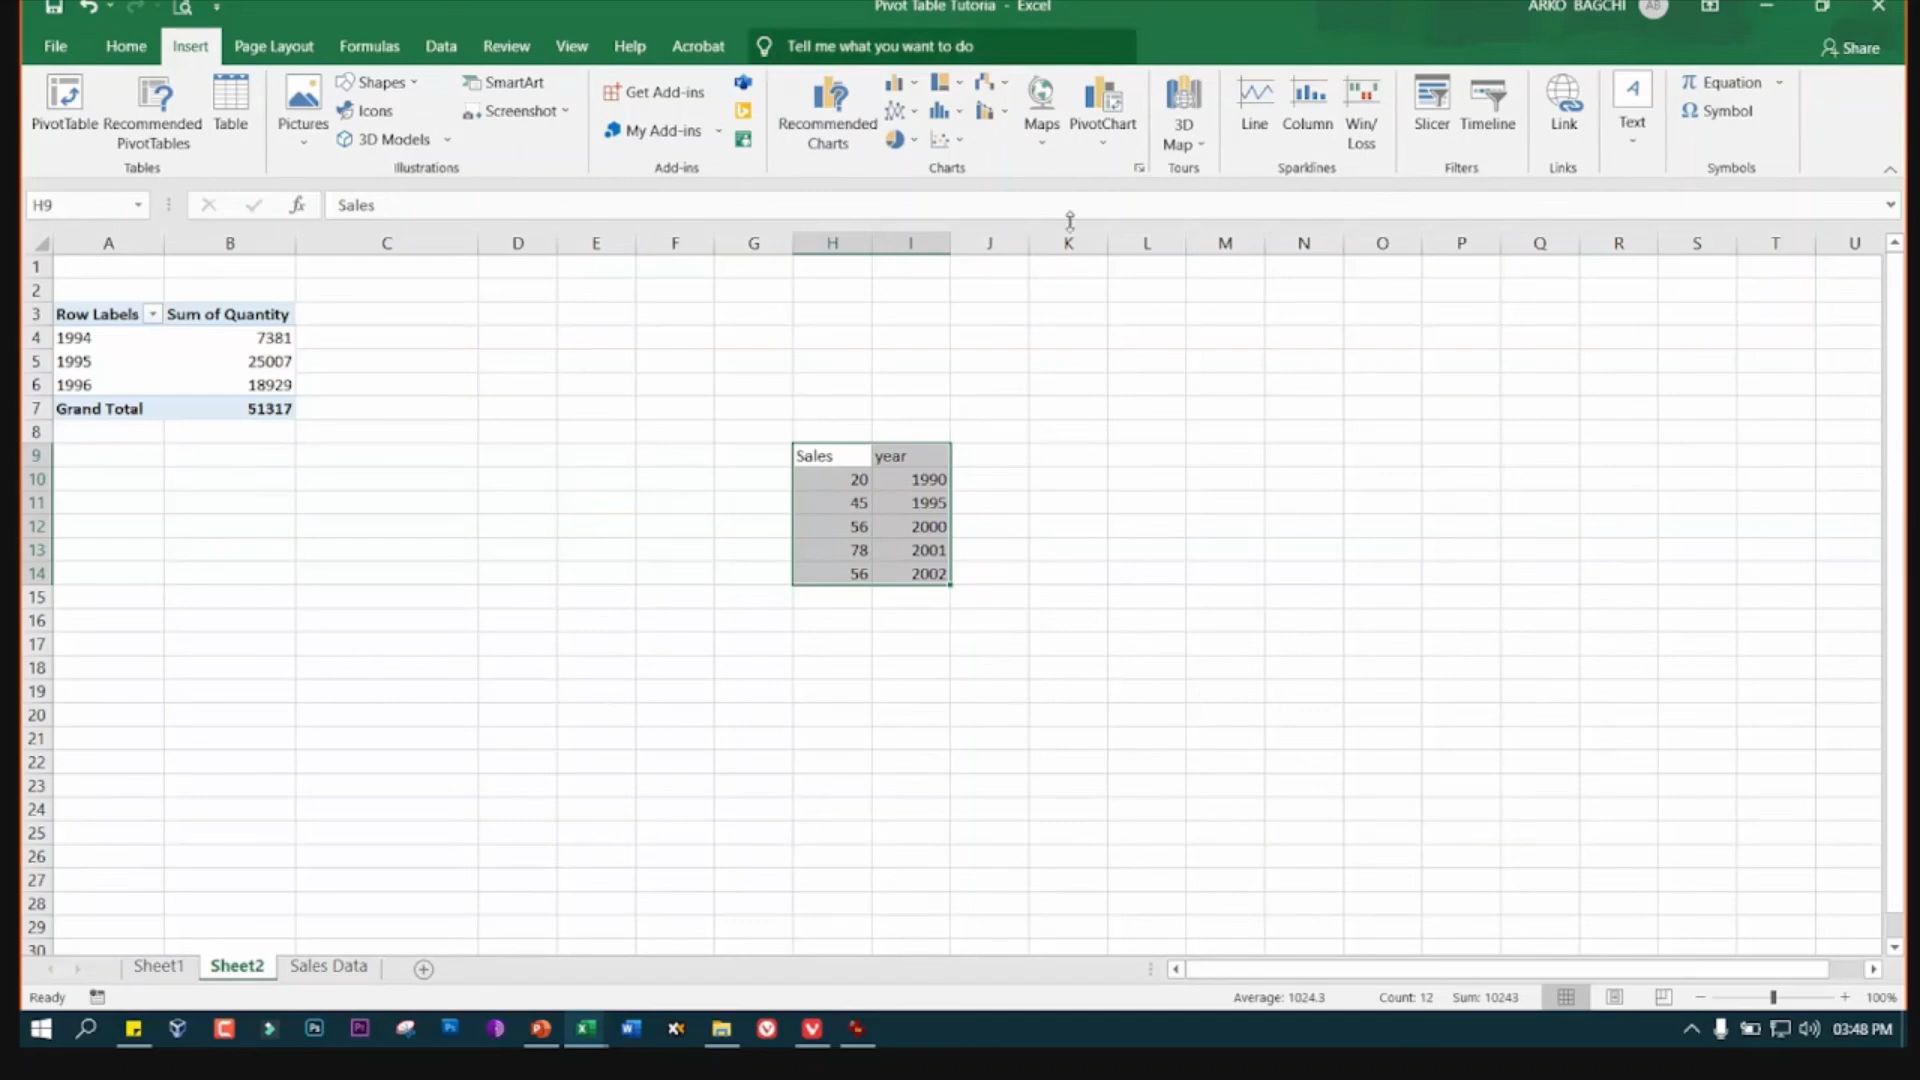 Pivot Table Tutoria - Excel
ARKO BAGCHI AB
File Home Insert Page Layout Formulas Data Review View Help Acrobat Tell me what you want to do Share
PivotTable Recommended PivotTables Table
Tables
Pictures Shapes Icons 3D Models SmartArt Screenshot
Illustrations
Get Add-ins
My Add-ins
Add-ins
Recommended Charts Maps PivotChart
Charts
3D Map
Tours
Line Column Win/Loss
Sparklines
Slicer Timeline
Filters
Link
Links
A Text
π Equation
Ω Symbol
Symbols
H9 fx Sales
A B C D E F G H I J K L M N O P Q R S T U
1
2
3 Row Labels Sum of Quantity
4 1994 7381
5 1995 25007
6 1996 18929
7 Grand Total 51317
8
9 Sales year
10 20 1990
11 45 1995
12 56 2000
13 78 2001
14 56 2002
15
16
17
18
19
20
21
22
23
24
25
26
27
28
29
30
Sheet1 Sheet2 Sales Data
Ready Average: 1024.3 Count: 12 Sum: 10243 100%
03:48 PM